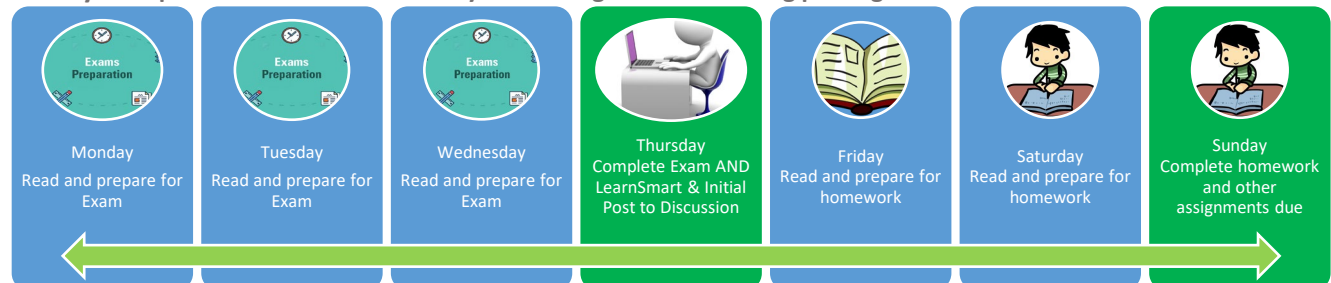 Exams
Preparation
Monday
Read and prepare for
Exam
Exams
Preparation
Tuesday
Read and prepare for
Exam
Exams
Preparation
Wednesday
Read and prepare for
Exam
Thursday
Complete Exam AND
LearnSmart & Initial
Post to Discussion
Friday
Read and prepare for
homework
Saturday
Read and prepare for
homework
Sunday
Complete homework
and other
assignments due